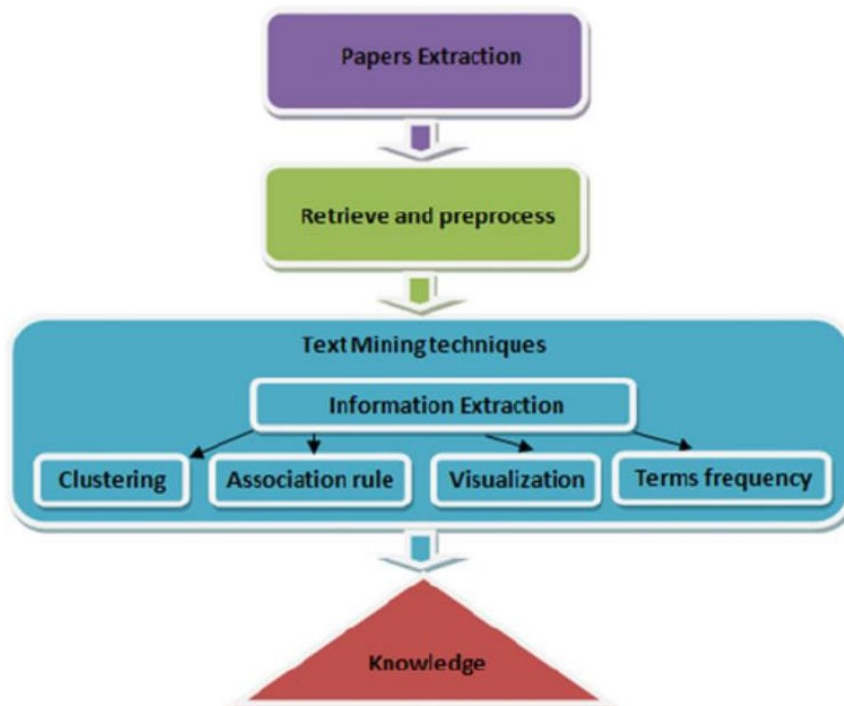 Papers Extraction
Retrieve and preprocess
Text Mining techniques
Information Extraction
Clustering
Association rule
Visualization
Terms frequency
Knowledge